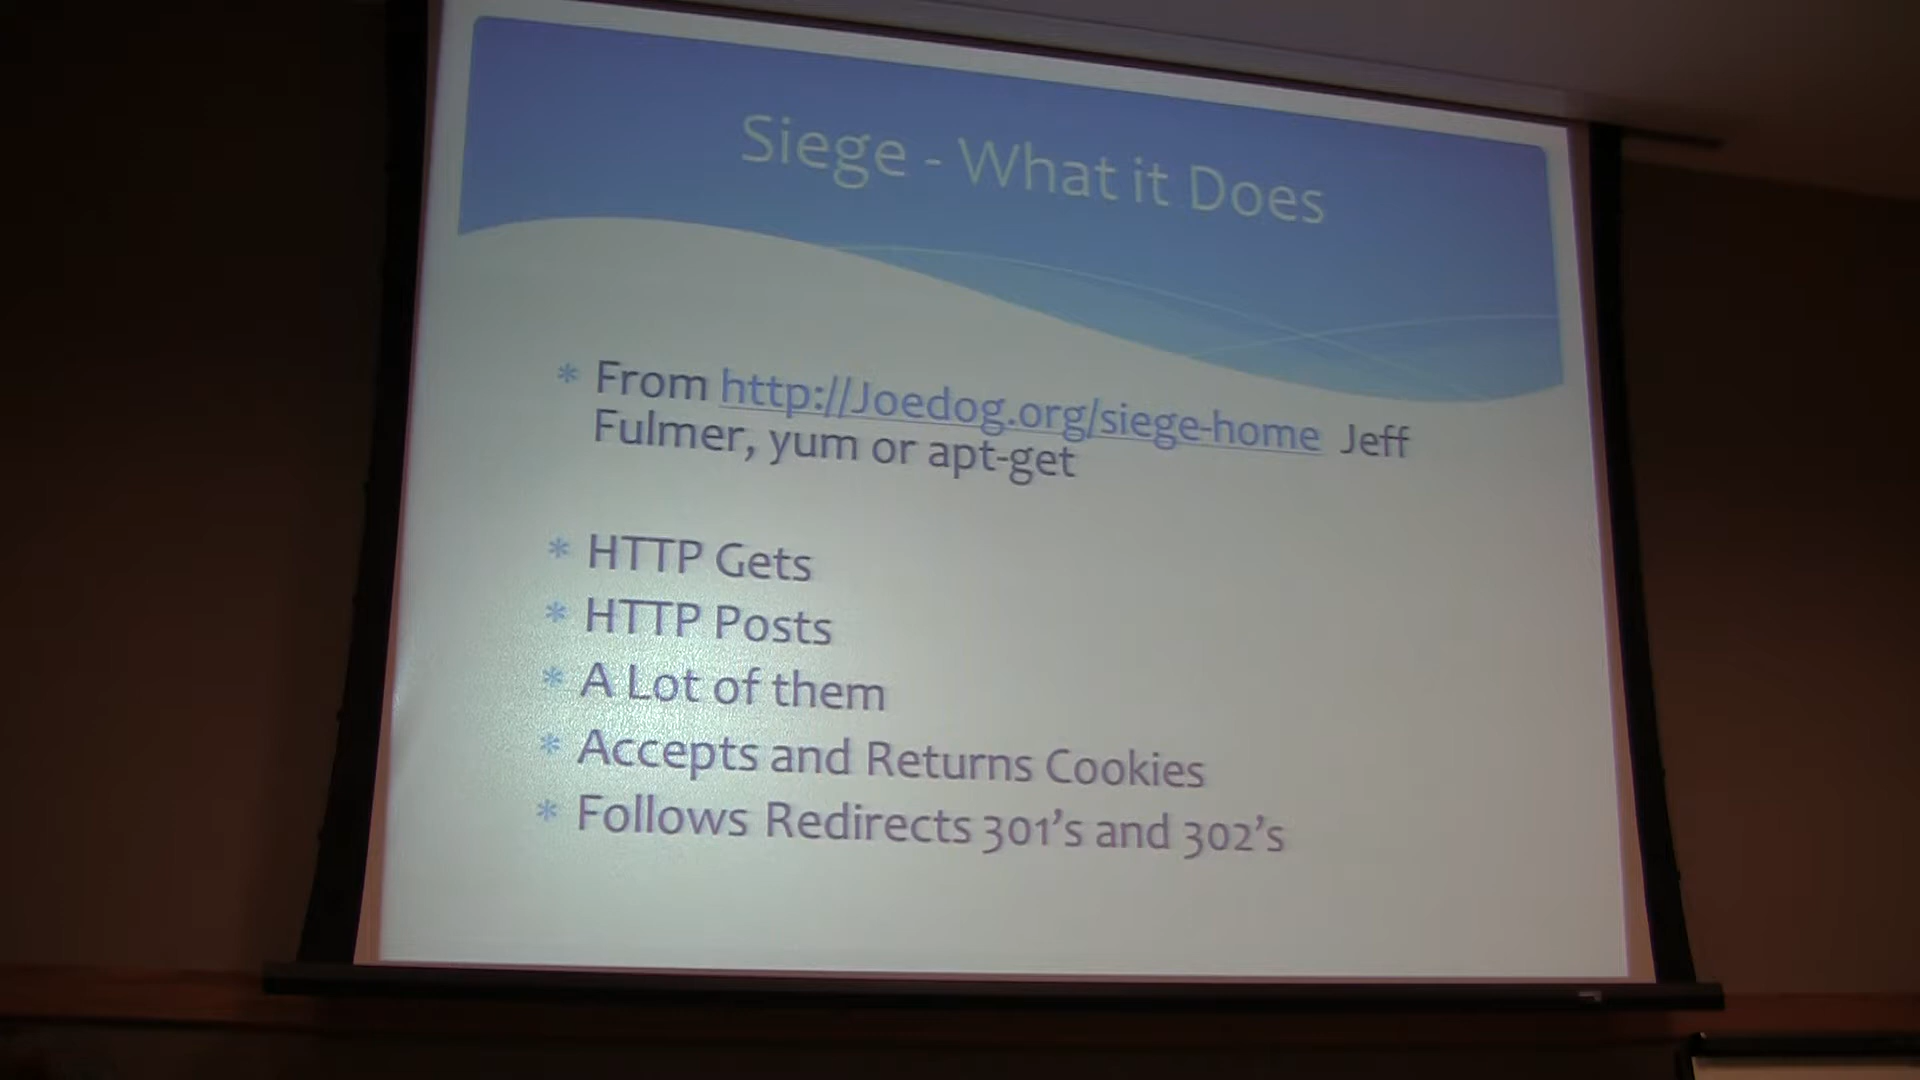 Siege - What it Does
* From http://Joedog.org/siege-home Jeff
Fulmer, yum or apt-get
* HTTP Gets
* HTTP Posts
* A Lot of them
* Accepts and Returns Cookies
* Follows Redirects 301's and 302's